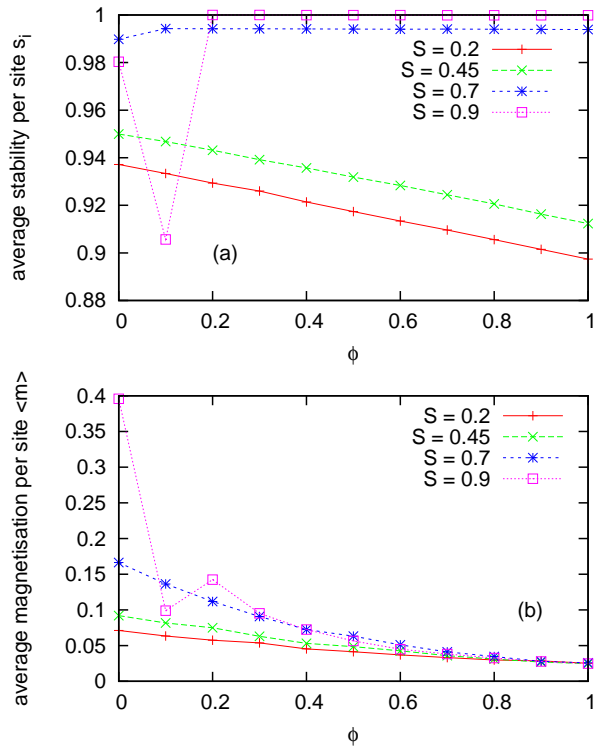 average stability per site sᵢ
1
0.98
0.96
0.94
0.92
0.9
0.88
S = 0.2
S = 0.45
S = 0.7
S = 0.9
(a)
0 0.2 0.4 0.6 0.8 1
ϕ
average magnetisation per site <m>
0.4
0.35
0.3
0.25
0.2
0.15
0.1
0.05
0
S = 0.2
S = 0.45
S = 0.7
S = 0.9
(b)
0 0.2 0.4 0.6 0.8 1
ϕ